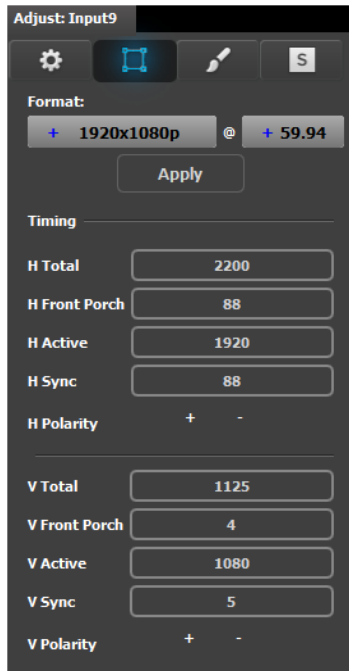 Adjust: Input9
S
Format:
+ 1920x1080p @ + 59.94
Apply
Timing
H Total 2200
H Front Porch 88
H Active 1920
H Sync 88
H Polarity + -
V Total 1125
V Front Porch 4
V Active 1080
V Sync 5
V Polarity + -